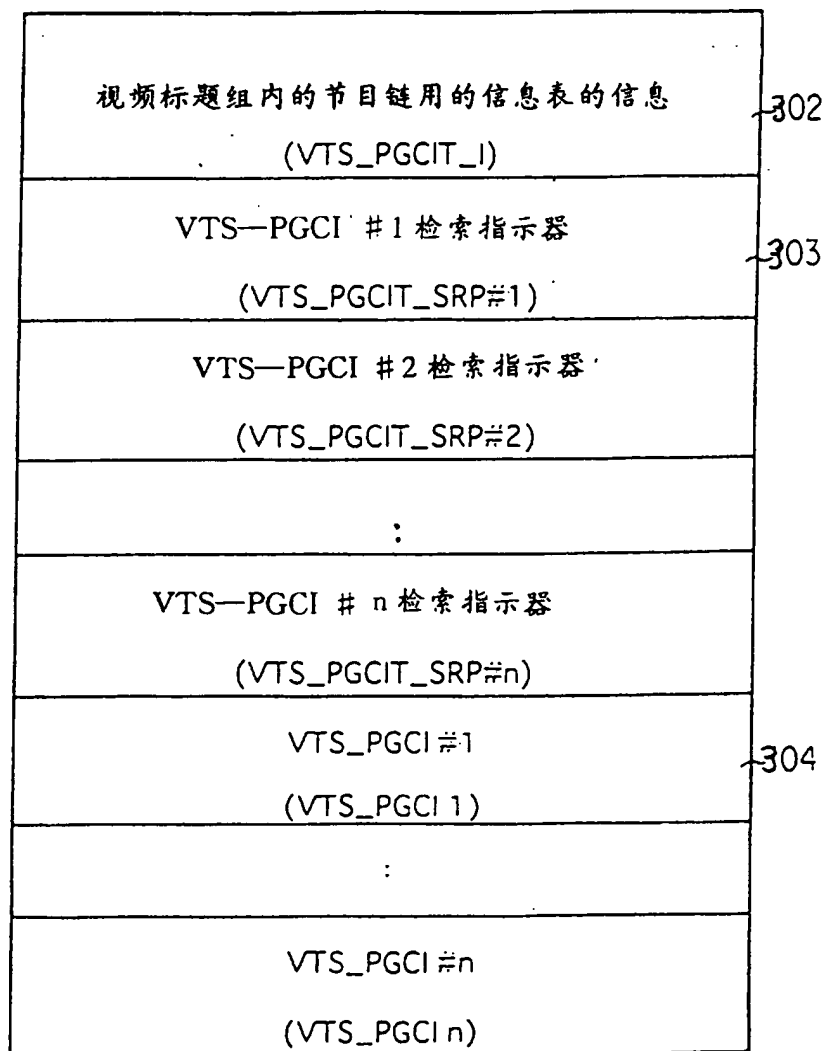 视频标题组内的节目链用的信息表的信息
302
(VTS_PGCIT_I)
VTS—PGCI #1 检索指示器
303
(VTS_PGCIT_SRP#1)
VTS—PGCI #2 检索指示器
(VTS_PGCIT_SRP#2)
:
VTS—PGCI # n 检索指示器
(VTS_PGCIT_SRP#n)
VTS_PGCI #1
304
(VTS_PGCI 1)
:
VTS_PGCI #n
(VTS_PGCI n)